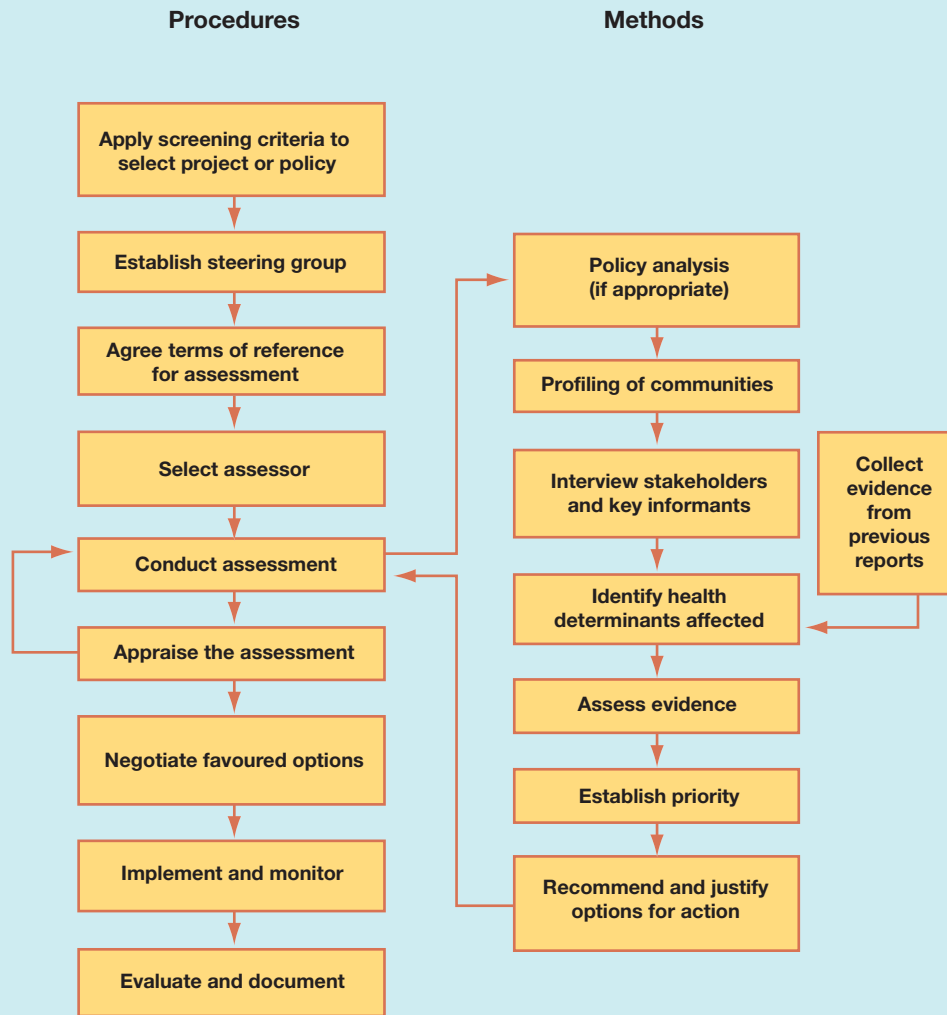 Procedures
Methods
Apply screening criteria to
select project or policy
Establish steering group
Agree terms of reference
for assessment
Select assessor
Conduct assessment
Appraise the assessment
Negotiate favoured options
Implement and monitor
Evaluate and document
Policy analysis
(if appropriate)
Profiling of communities
Interview stakeholders
and key informants
Identify health
determinants affected
Assess evidence
Establish priority
Recommend and justify
options for action
Collect
evidence
from
previous
reports